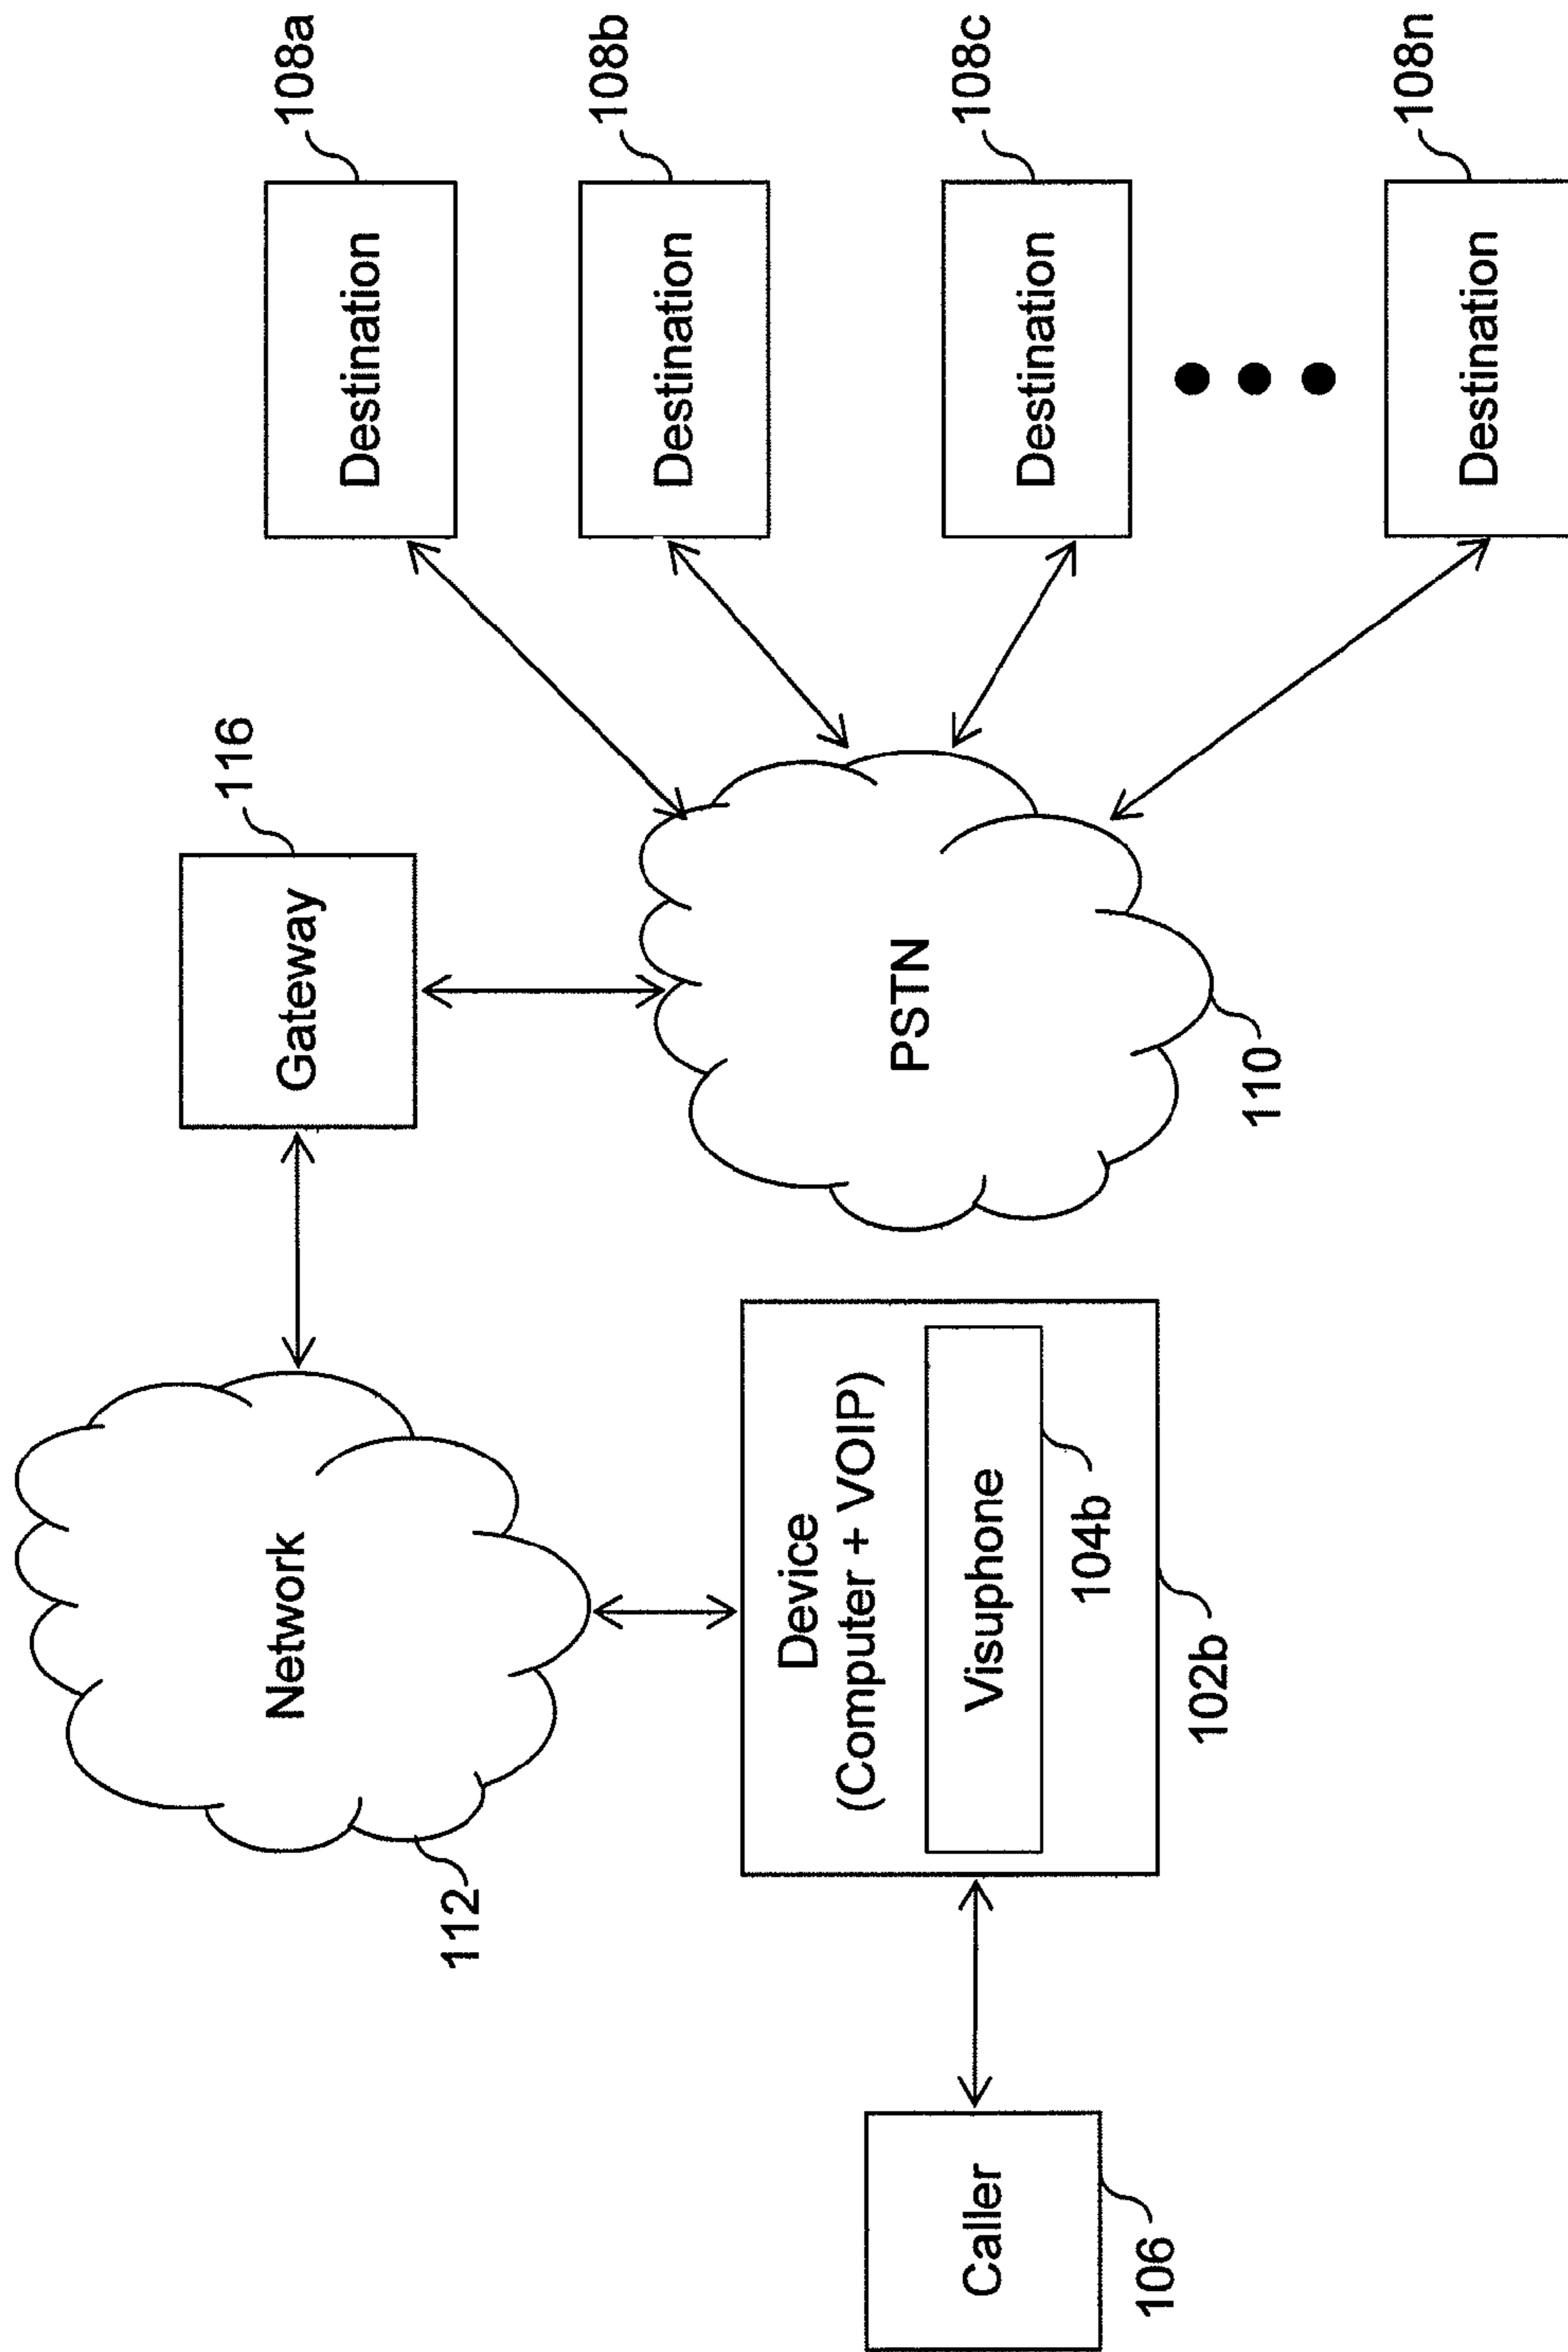 108a
108b
108c
108n
Destination
Destination
Destination
Destination
116
Gateway
PSTN
110
Network
112
Device
(Computer + VOIP)
Visuphone
104b
102b
Caller
106